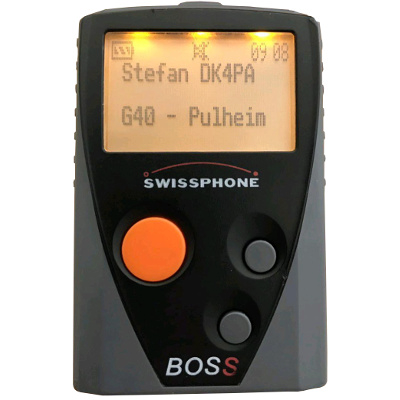 09 08
Stefan DK4PA
G40 - Pulheim
SWISSPHONE
BOSS